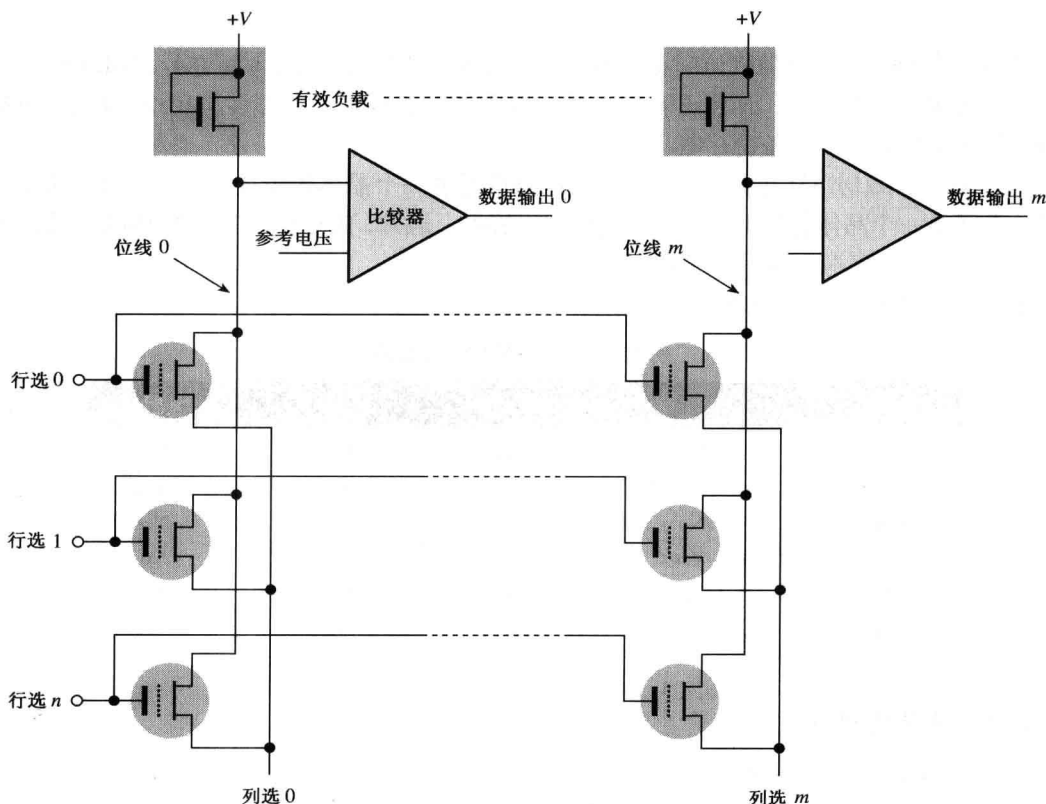 +V
+V
有效负载
数据输出 0
数据输出 m
比较器
参考电压
位线 0
位线 m
行选 0
行选 1
行选 n
列选 0
列选 m